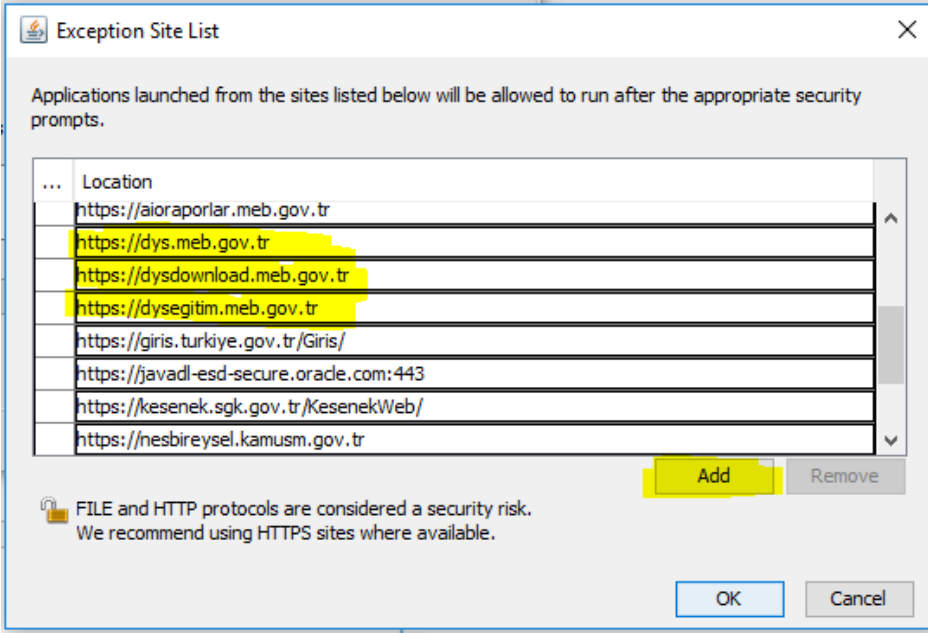 Exception Site List
Applications launched from the sites listed below will be allowed to run after the appropriate security
prompts.
... Location
https://aioraporlar.meb.gov.tr
https://dys.meb.gov.tr
https://dysdownload.meb.gov.tr
https://dysegitim.meb.gov.tr
https://giris.turkiye.gov.tr/Giris/
https://javadl-esd-secure.oracle.com:443
https://kesenek.sgk.gov.tr/KesenekWeb/
https://nesbireysel.kamusm.gov.tr
Add Remove
FILE and HTTP protocols are considered a security risk.
We recommend using HTTPS sites where available.
OK Cancel